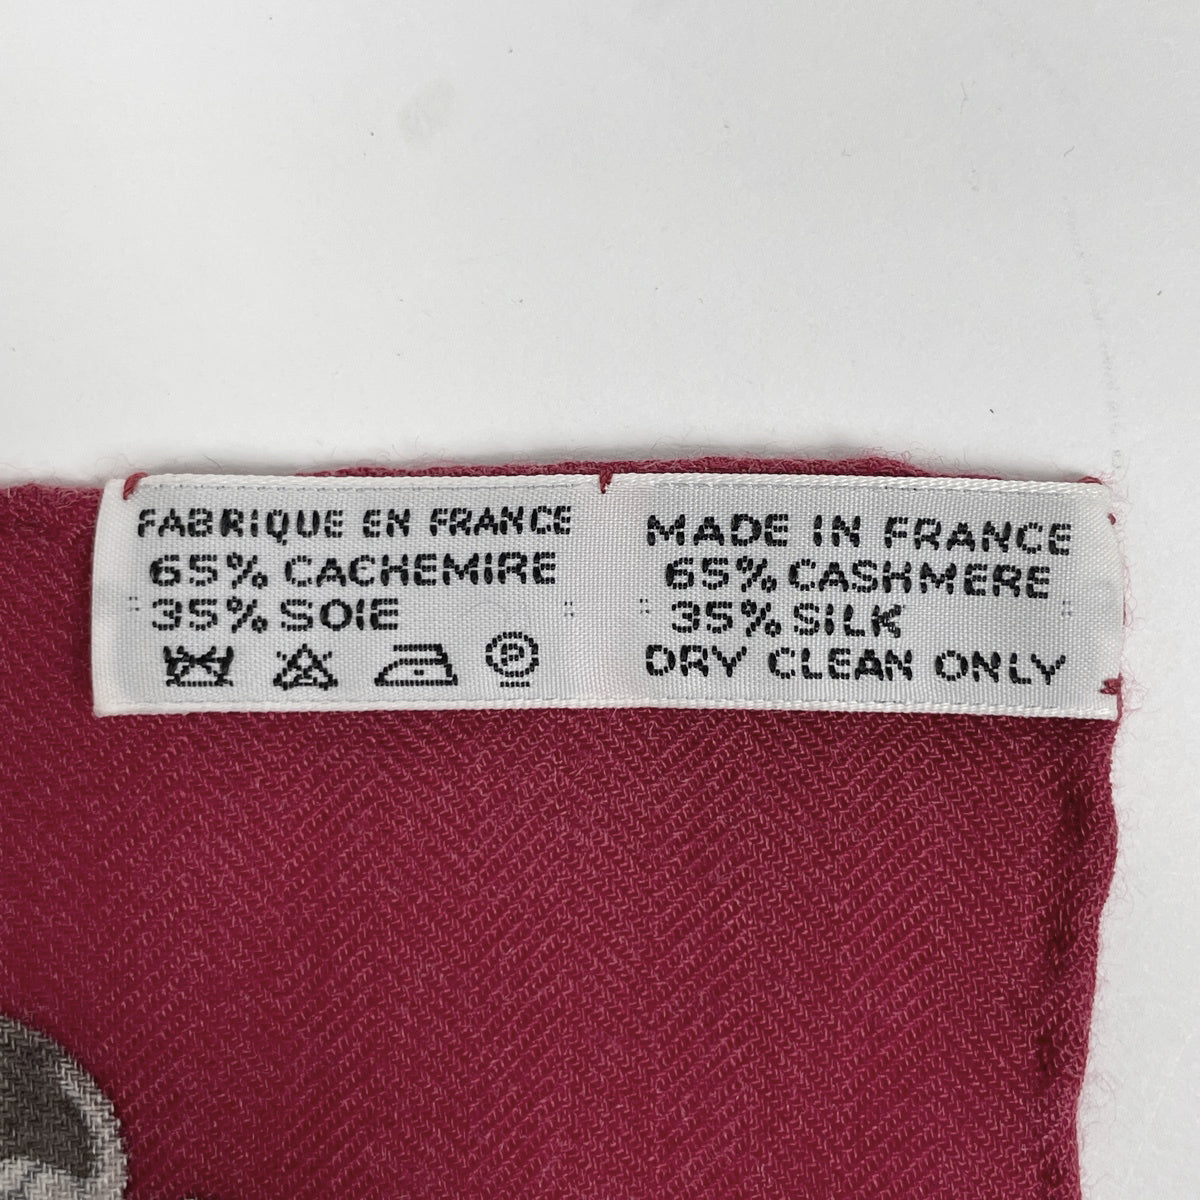 FABRIQUE EN FRANCE
65% CACHEMIRE
35% SOIE
P
MADE IN FRANCE
65% CASHMERE
35% SILK
DRY CLEAN ONLY